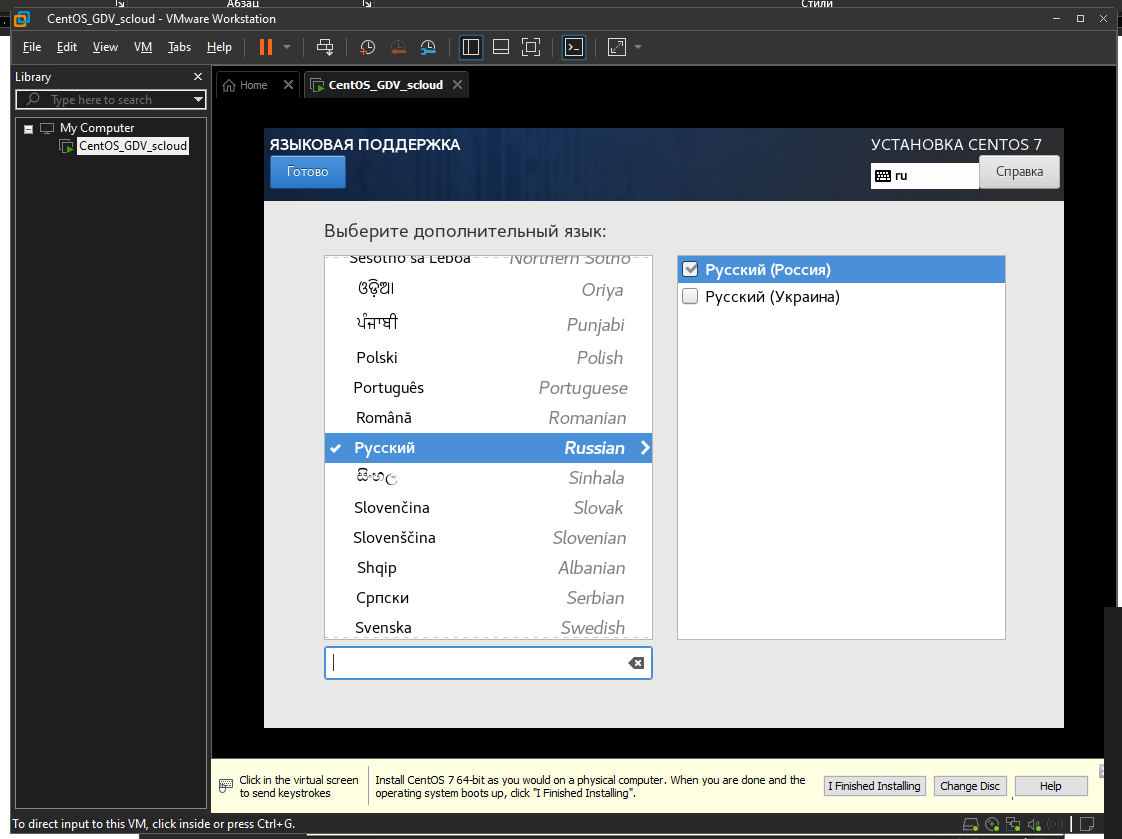 Абзац
Стили
CentOS_GDV_scloud - VMware Workstation
File Edit View VM Tabs Help
Library
Type here to search
My Computer
CentOS_GDV_scloud
Home
CentOS_GDV_scloud
ЯЗЫКОВАЯ ПОДДЕРЖКА
Готово
УСТАНОВКА CENTOS 7
ru
Справка
Выберите дополнительный язык:
Sesotho sa Leboa Northern Sotho
ଓଡ଼ିଆ Oriya
ਪੰਜਾਬੀ Punjabi
Polski Polish
Português Portuguese
Română Romanian
Русский Russian
සිංහල Sinhala
Slovenčina Slovak
Slovenščina Slovenian
Shqip Albanian
Српски Serbian
Svenska Swedish
Русский (Россия)
Русский (Украина)
Click in the virtual screen
to send keystrokes
Install CentOS 7 64-bit as you would on a physical computer. When you are done and the
operating system boots up, click "I Finished Installing".
I Finished Installing
Change Disc
Help
To direct input to this VM, click inside or press Ctrl+G.